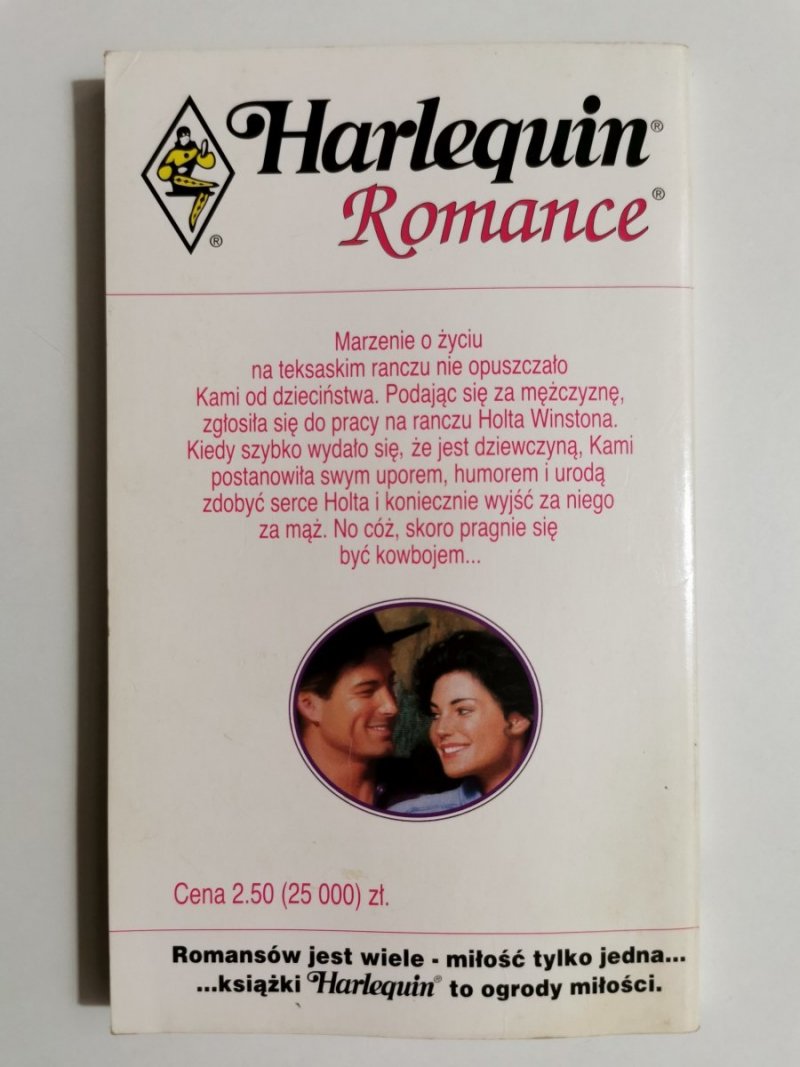 Harlequin®
Romance®
®
Marzenie o życiu
na teksaskim ranczu nie opuszczało
Kami od dzieciństwa. Podając się za mężczyznę,
zgłosiła się do pracy na ranczu Holta Winstona.
Kiedy szybko wydało się, że jest dziewczyną, Kami
postanowiła swym uporem, humorem i urodą
zdobyć serce Holta i koniecznie wyjść za niego
za mąż. No cóż, skoro pragnie się
być kowbojem...
Cena 2.50 (25 000) zł.
Romansów jest wiele - miłość tylko jedna...
...książki Harlequin® to ogrody miłości.